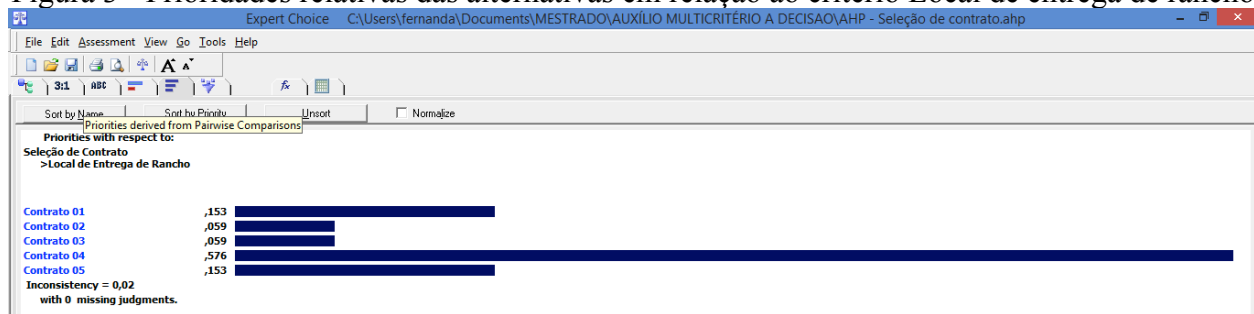 Figura 3 - Prioridades relativas das alternativas em relação ao critério Local de entrega de rancho
Expert Choice C:\Users\fernanda\Documents\MESTRADO\AUXÍLIO MULTICRITÉRIO A DECISAO\AHP - Seleção de contrato.ahp
File Edit Assessment View Go Tools Help
A A
3:1 ABC fx
Sort by Name Sort by Priority Unsort Normalize
Priorities derived from Pairwise Comparisons
Priorities with respect to:
Seleção de Contrato
>Local de Entrega de Rancho
Contrato 01 ,153
Contrato 02 ,059
Contrato 03 ,059
Contrato 04 ,576
Contrato 05 ,153
Inconsistency = 0,02
with 0 missing judgments.